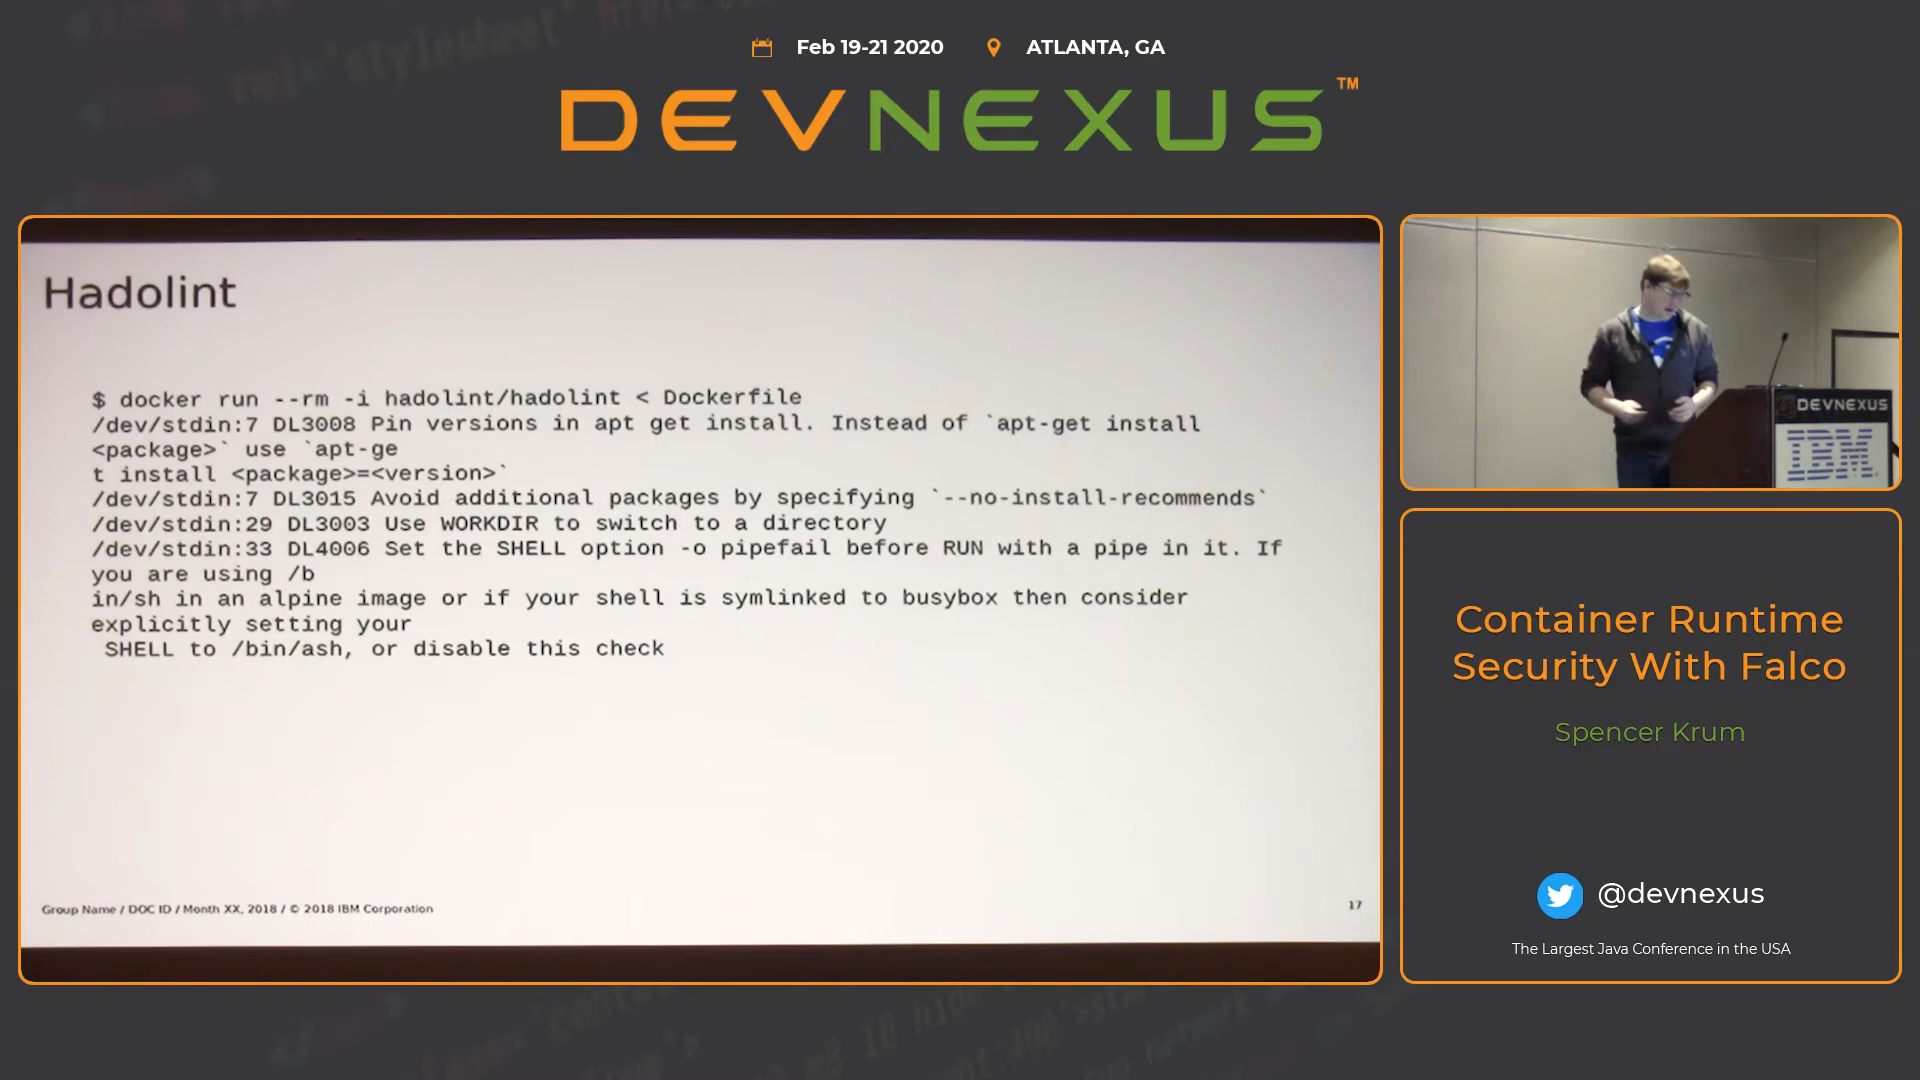 Feb 19-21 2020 ATLANTA, GA
DEVNEXUS™
Hadolint
$ docker run --rm -i hadolint/hadolint < Dockerfile
/dev/stdin:7 DL3008 Pin versions in apt get install. Instead of `apt-get install
<package>` use `apt-ge
t install <package>=<version>`
/dev/stdin:7 DL3015 Avoid additional packages by specifying `--no-install-recommends`
/dev/stdin:29 DL3003 Use WORKDIR to switch to a directory
/dev/stdin:33 DL4006 Set the SHELL option -o pipefail before RUN with a pipe in it. If
you are using /b
in/sh in an alpine image or if your shell is symlinked to busybox then consider
explicitly setting your
SHELL to /bin/ash, or disable this check
Group Name / DOC ID / Month XX, 2018 / © 2018 IBM Corporation
17
DEVNEXUS
IBM
Container Runtime
Security With Falco
Spencer Krum
@devnexus
The Largest Java Conference in the USA